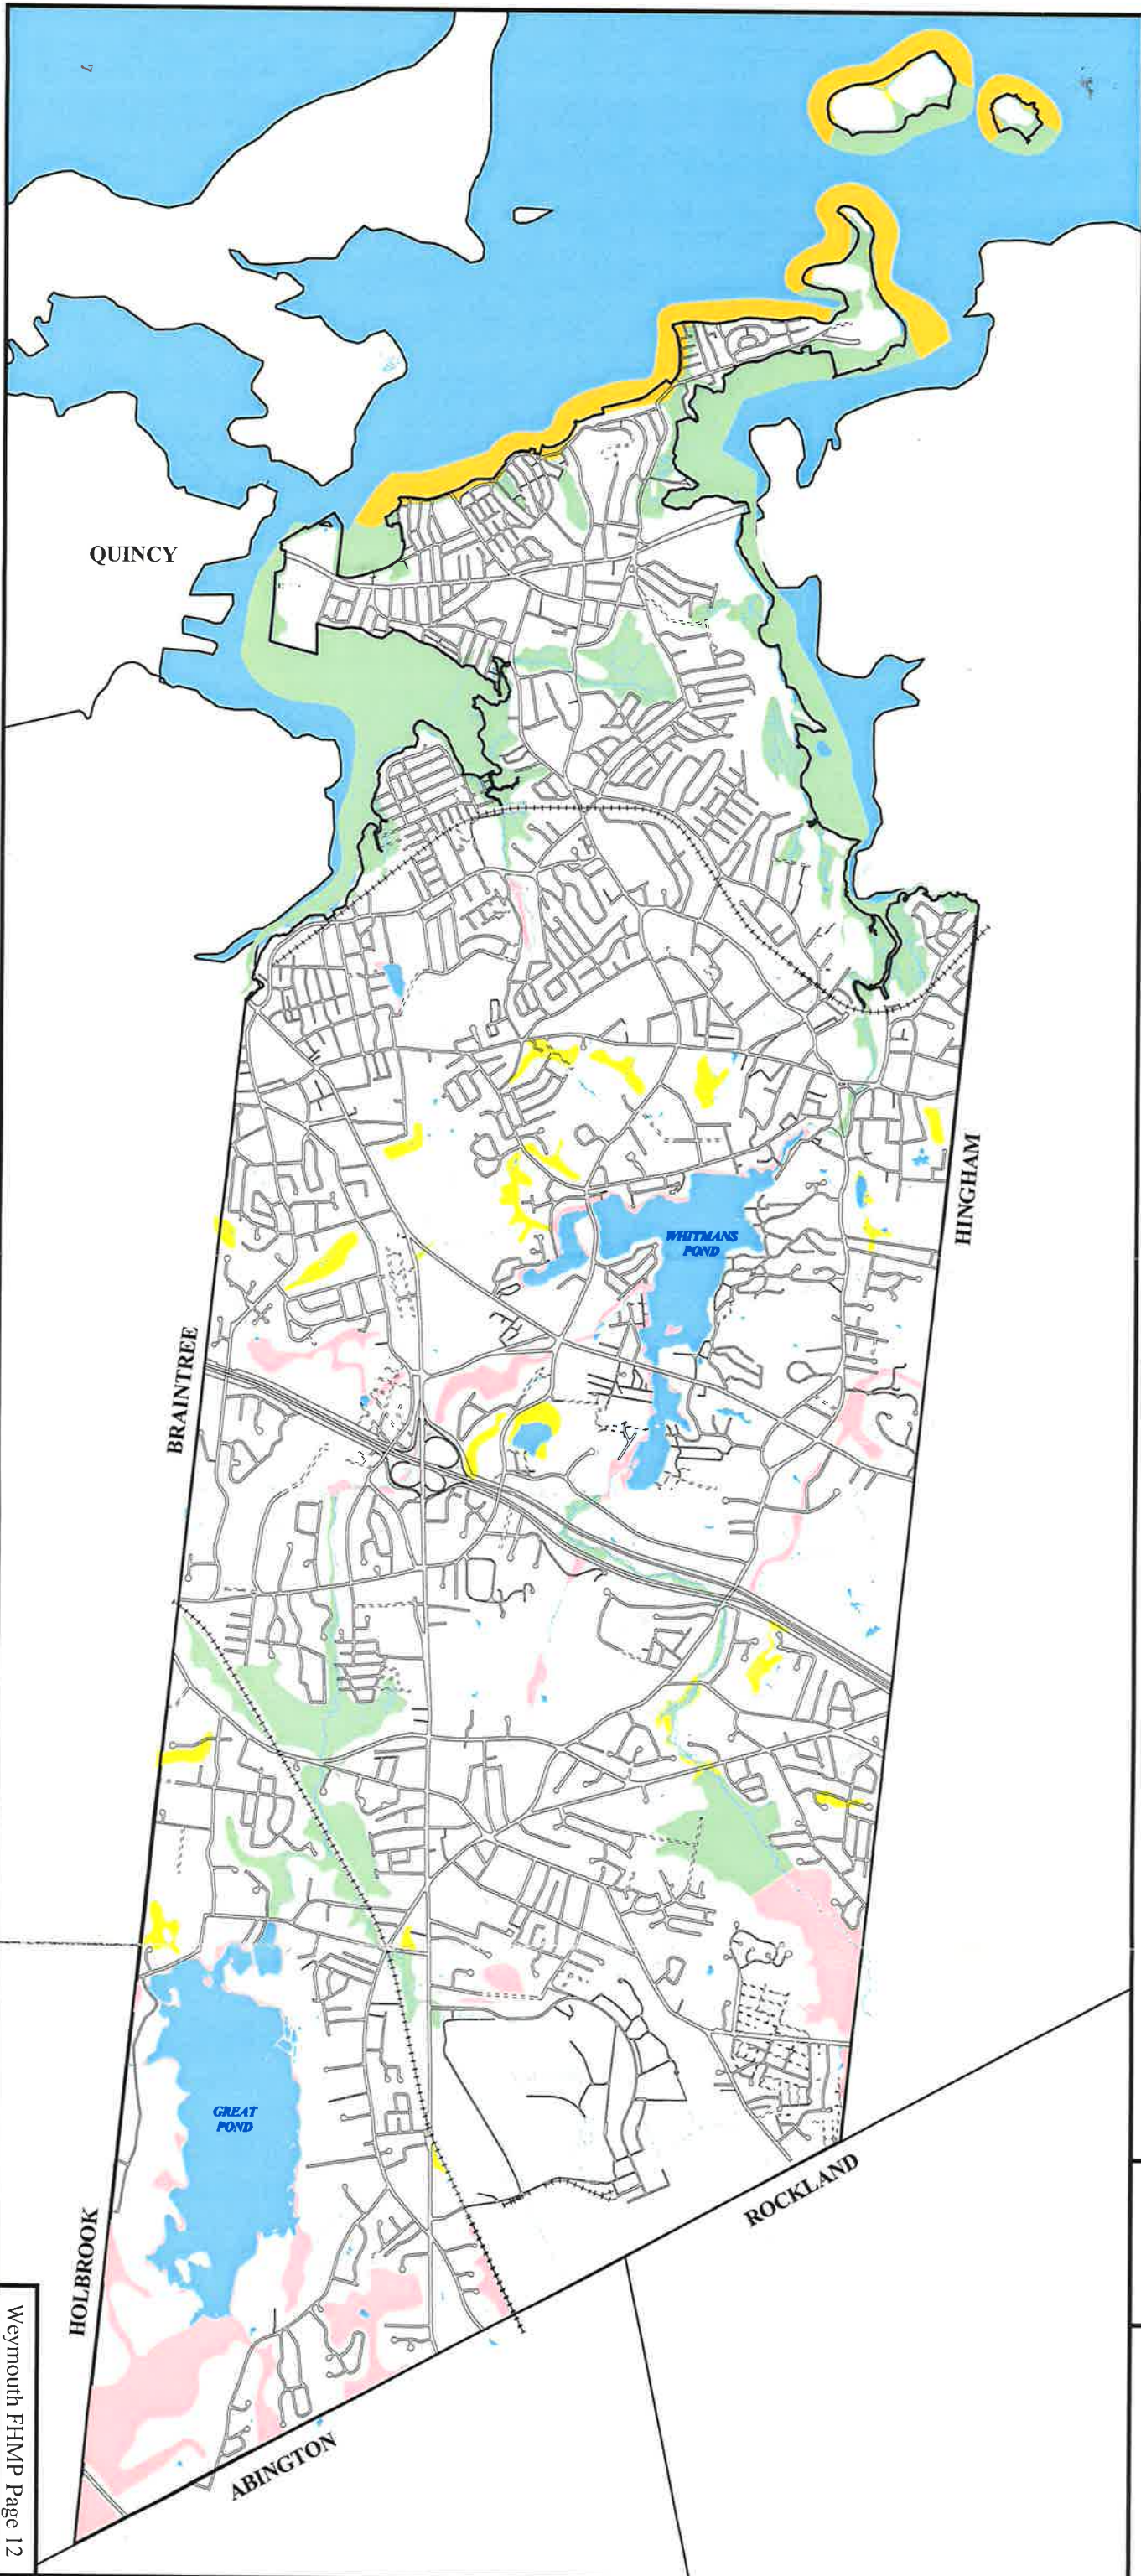 QUINCY
HINGHAM
WHITMANS
POND
BRAINTREE
GREAT
POND
ROCKLAND
HOLBROOK
ABINGTON
Weymouth FHMP Page 12